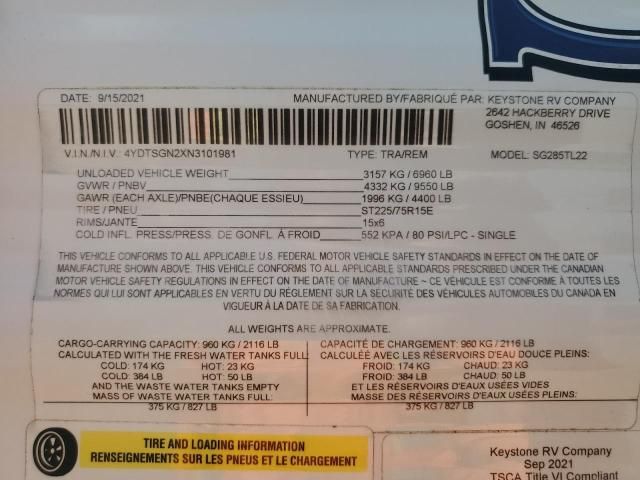 DATE: 9/15/2021 MANUFACTURED BY/FABRIQUÉ PAR: KEYSTONE RV COMPANY
2642 HACKBERRY DRIVE
GOSHEN, IN 46526
V.I.N./N.I.V.: 4YDTSGN2XN3101981 TYPE: TRA/REM MODEL: SG285TL22
UNLOADED VEHICLE WEIGHT 3157 KG / 6960 LB
GVWR / PNBV 4332 KG / 9550 LB
GAWR (EACH AXLE)/PNBE(CHAQUE ESSIEU) 1996 KG / 4400 LB
TIRE / PNEU ST225/75R15E
RIMS/JANTE 15x6
COLD INFL. PRESS/PRESS. DE GONFL. À FROID 552 KPA / 80 PSI/LPC - SINGLE
THIS VEHICLE CONFORMS TO ALL APPLICABLE U.S. FEDERAL MOTOR VEHICLE SAFETY STANDARDS IN EFFECT ON THE DATE OF
MANUFACTURE SHOWN ABOVE. THIS VEHICLE CONFORMS TO ALL APPLICABLE STANDARDS PRESCRIBED UNDER THE CANADIAN
MOTOR VEHICLE SAFETY REGULATIONS IN EFFECT ON THE DATE OF MANUFACTURE ~ CE VÉHICULE EST CONFORME À TOUTES LES
NORMES QUI LUI SONT APPLICABLES EN VERTU DU RÈGLEMENT SUR LA SÉCURITÉ DES VÉHICULES AUTOMOBILES DU CANADA EN
VIGUEUR À LA DATE DE SA FABRICATION.
ALL WEIGHTS ARE APPROXIMATE.
CARGO-CARRYING CAPACITY: 960 KG / 2116 LB
CALCULATED WITH THE FRESH WATER TANKS FULL:
COLD: 174 KG HOT: 23 KG
COLD: 384 LB HOT: 50 LB
AND THE WASTE WATER TANKS EMPTY
MASS OF WASTE WATER TANKS FULL:
375 KG / 827 LB
CAPACITÉ DE CHARGEMENT: 960 KG / 2116 LB
CALCULÉE AVEC LES RÉSERVOIRS D'EAU DOUCE PLEINS:
FROID: 174 KG CHAUD: 23 KG
FROID: 384 LB CHAUD: 50 LB
ET LES RÉSERVOIRS D'EAUX USÉES VIDES
MASSE DES RÉSERVOIRS D'EAUX USÉES PLEINS:
375 KG / 827 LB
TIRE AND LOADING INFORMATION
RENSEIGNEMENTS SUR LES PNEUS ET LE CHARGEMENT
Keystone RV Company
Sep 2021
TSCA Title VI Compliant